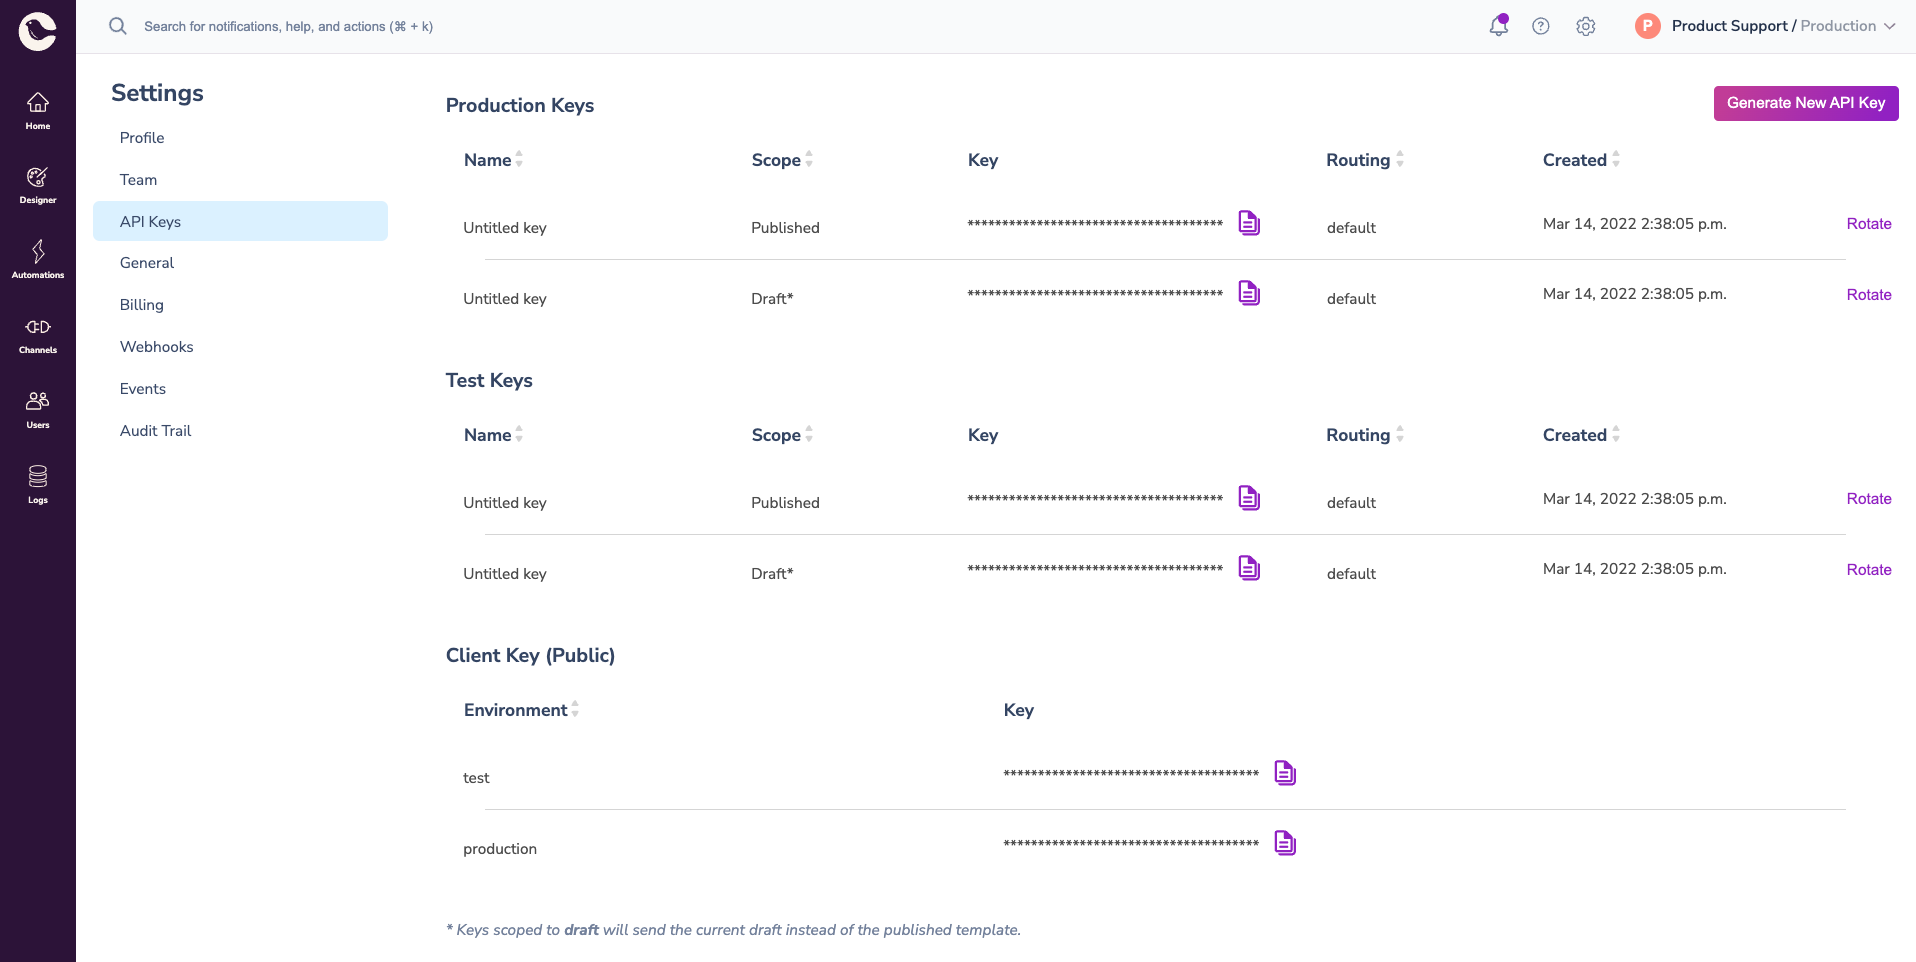 Search for notifications, help, and actions (⌘ + k)
P Product Support / Production
Home
Designer
Automations
Channels
Users
Logs
Settings
Profile
Team
API Keys
General
Billing
Webhooks
Events
Audit Trail
Production Keys
Generate New API Key
Name Scope Key Routing Created
Untitled key Published ************************************* default Mar 14, 2022 2:38:05 p.m. Rotate
Untitled key Draft* ************************************* default Mar 14, 2022 2:38:05 p.m. Rotate
Test Keys
Name Scope Key Routing Created
Untitled key Published ************************************* default Mar 14, 2022 2:38:05 p.m. Rotate
Untitled key Draft* ************************************* default Mar 14, 2022 2:38:05 p.m. Rotate
Client Key (Public)
Environment Key
test *************************************
production *************************************
* Keys scoped to draft will send the current draft instead of the published template.